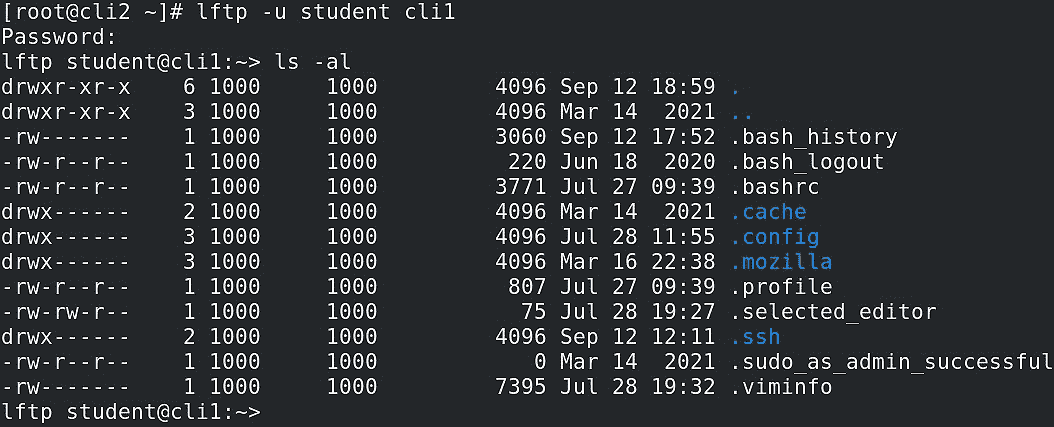 [root@cli2 ~]# lftp -u student cli1
Password:
lftp student@cli1:~> ls -al
drwxr-xr-x    6 1000     1000         4096 Sep 12 18:59 .
drwxr-xr-x    3 1000     1000         4096 Mar 14  2021 ..
-rw-------    1 1000     1000         3060 Sep 12 17:52 .bash_history
-rw-r--r--    1 1000     1000          220 Jun 18  2020 .bash_logout
-rw-r--r--    1 1000     1000         3771 Jul 27 09:39 .bashrc
drwx------    2 1000     1000         4096 Mar 14  2021 .cache
drwx------    3 1000     1000         4096 Jul 28 11:55 .config
drwx------    3 1000     1000         4096 Mar 16 22:38 .mozilla
-rw-r--r--    1 1000     1000          807 Jul 27 09:39 .profile
-rw-rw-r--    1 1000     1000           75 Jul 28 19:27 .selected_editor
drwx------    2 1000     1000         4096 Sep 12 12:11 .ssh
-rw-r--r--    1 1000     1000            0 Mar 14  2021 .sudo_as_admin_successful
-rw-------    1 1000     1000         7395 Jul 28 19:32 .viminfo
lftp student@cli1:~>